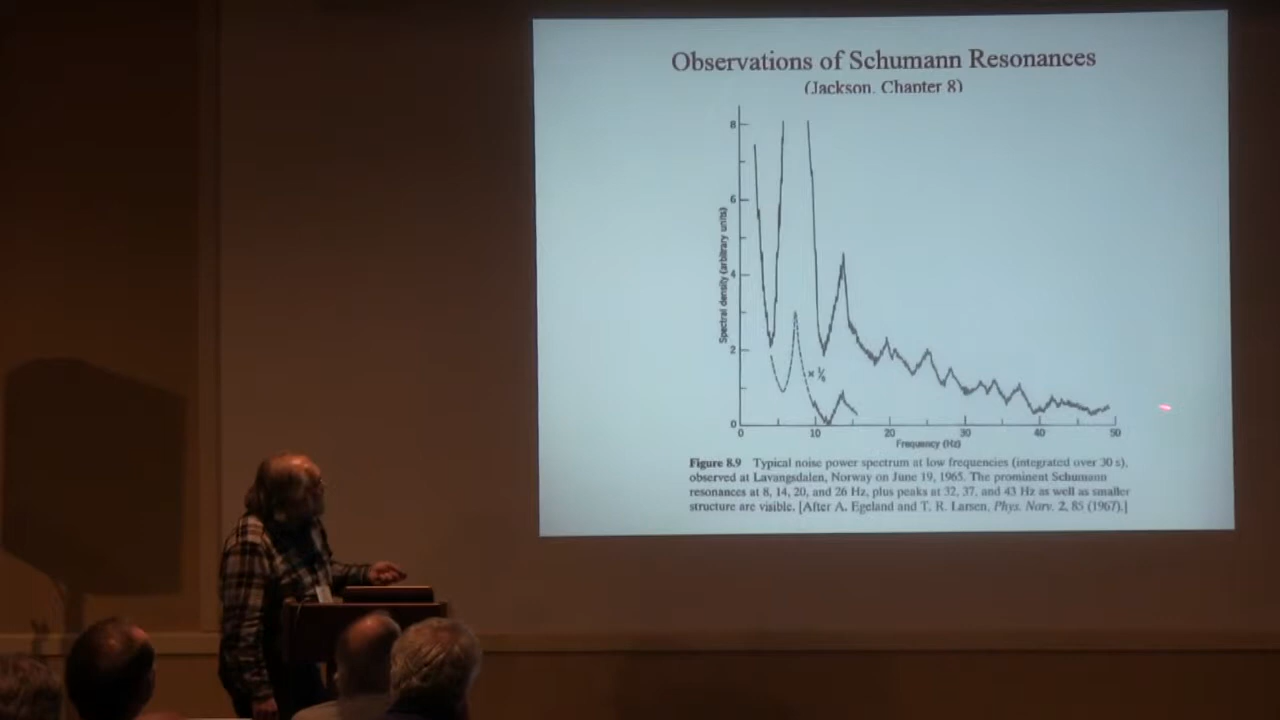 Observations of Schumann Resonances
(Jackson, Chapter 8)
8
6
4
2
0
Spectral density (arbitrary units)
× ⅙
0 10 20 30 40 50
Frequency (Hz)
Figure 8.9 Typical noise power spectrum at low frequencies (integrated over 30 s),
observed at Lavangsdalen, Norway on June 19, 1965. The prominent Schumann
resonances at 8, 14, 20, and 26 Hz, plus peaks at 32, 37, and 43 Hz as well as smaller
structure are visible. [After A. Egeland and T. R. Larsen, Phys. Norv. 2, 85 (1967).]